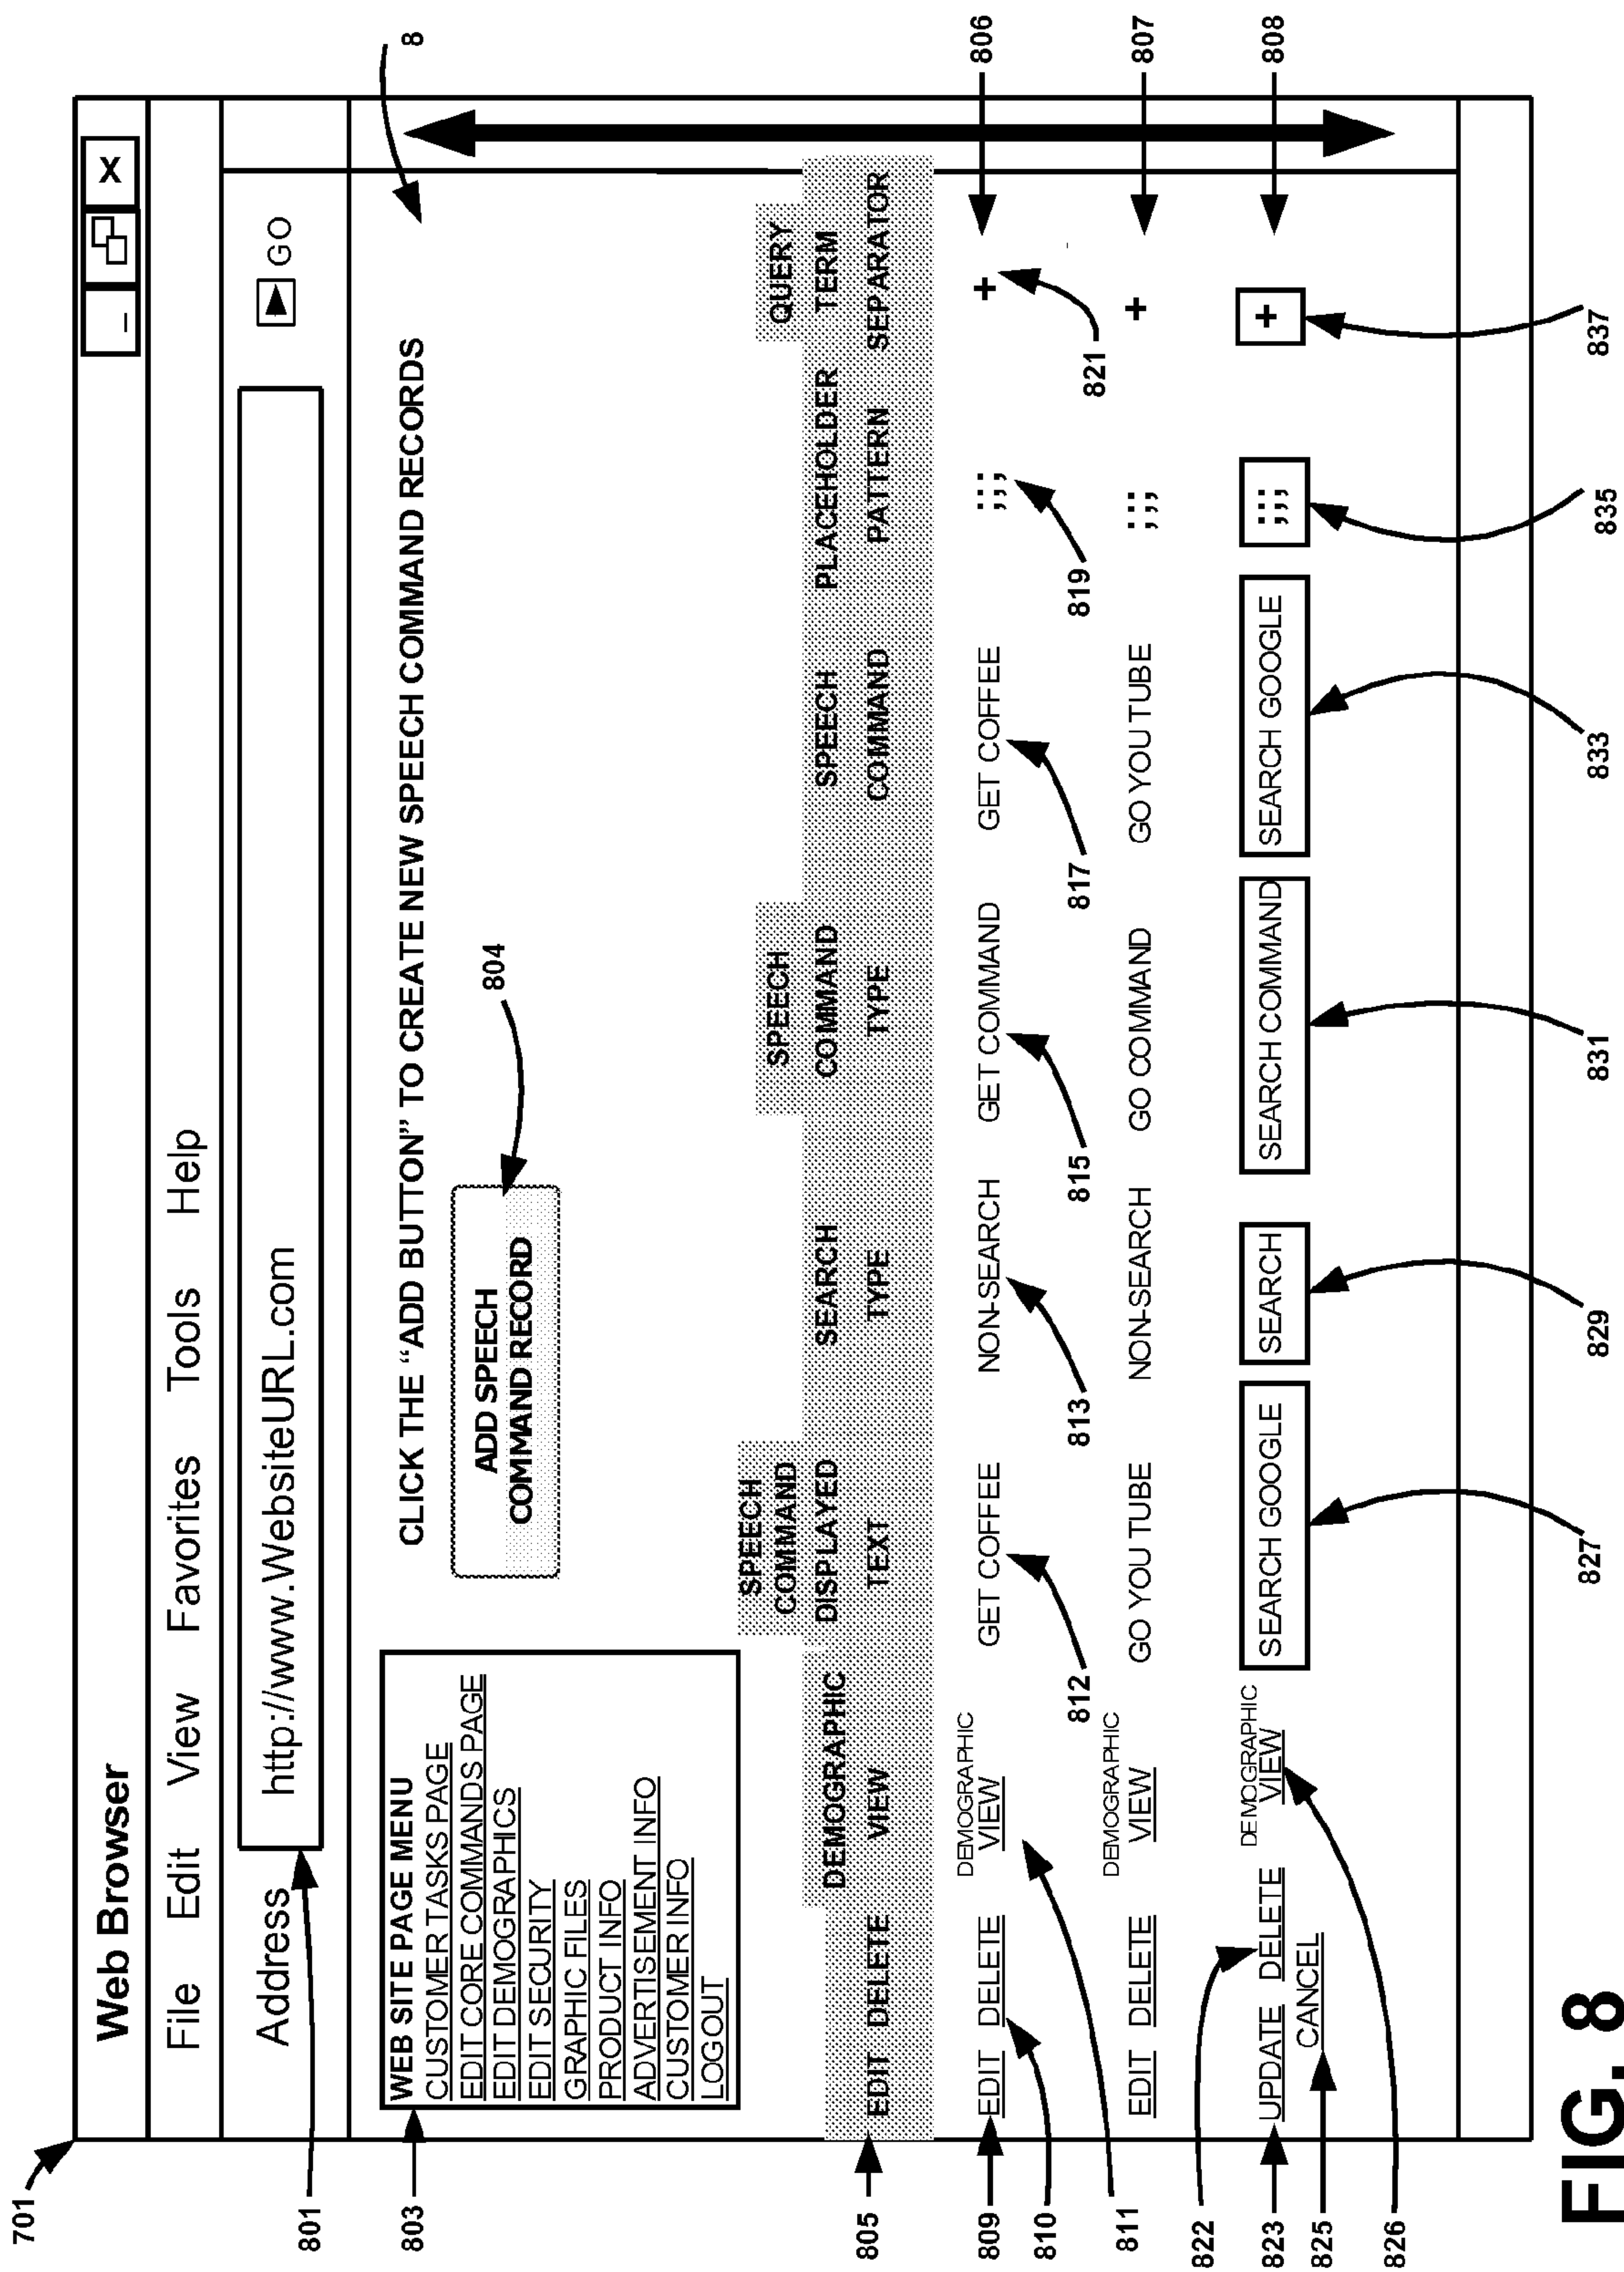 701
Web Browser
_ X
File Edit View Favorites Tools Help
801
Address http://www.WebsiteURL.com GO
8
803
WEB SITE PAGE MENU
CUSTOMER TASKS PAGE
EDIT CORE COMMANDS PAGE
EDIT DEMOGRAPHICS
EDIT SECURITY
GRAPHIC FILES
PRODUCT INFO
ADVERTISEMENT INFO
CUSTOMER INFO
LOGOUT
CLICK THE “ADD BUTTON” TO CREATE NEW SPEECH COMMAND RECORDS
804
ADD SPEECH
COMMAND RECORD
805
EDIT DELETE
DEMOGRAPHIC
VIEW
SPEECH
COMMAND
DISPLAYED
TEXT
SEARCH
TYPE
SPEECH
COMMAND
TYPE
SPEECH
COMMAND
PLACEHOLDER
PATTERN
QUERY
TERM
SEPARATOR
DEMOGRAPHIC
809 EDIT DELETE VIEW GET COFFEE NON-SEARCH GET COMMAND GET COFFEE ;;; + 806
810 811 812 813 815 817 819 821
DEMOGRAPHIC
EDIT DELETE VIEW GO YOU TUBE NON-SEARCH GO COMMAND GO YOU TUBE ;;; + 807
822
DEMOGRAPHIC
823 UPDATE DELETE VIEW SEARCH GOOGLE SEARCH SEARCH COMMAND SEARCH GOOGLE ;;; + 808
825 CANCEL
826 827 829 831 833 835 837
FIG. 8